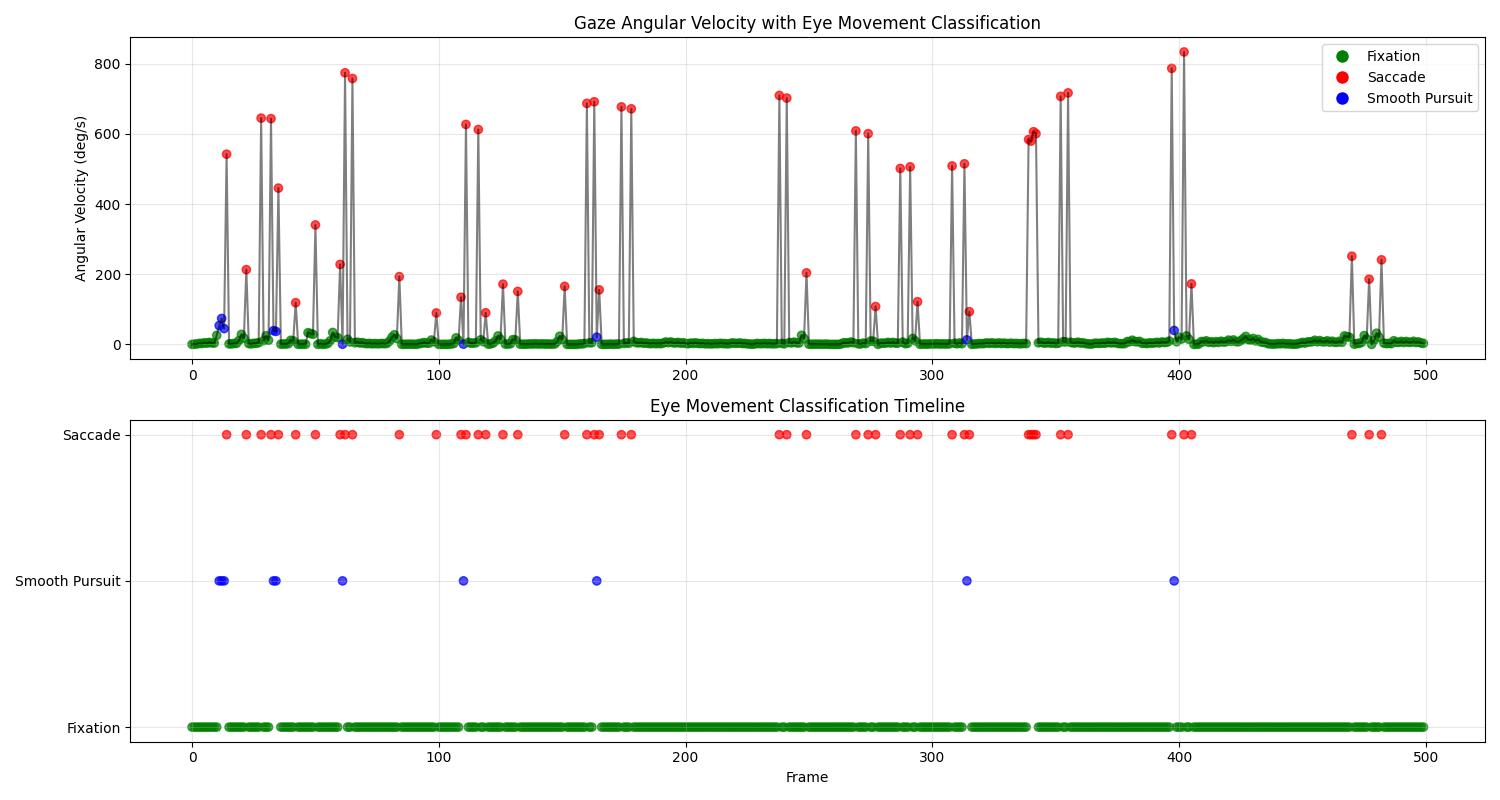 Gaze Angular Velocity with Eye Movement Classification
Angular Velocity (deg/s)
800
600
400
200
0
Fixation
Saccade
Smooth Pursuit
0 100 200 300 400 500
Eye Movement Classification Timeline
Saccade
Smooth Pursuit
Fixation
0 100 200 300 400 500
Frame